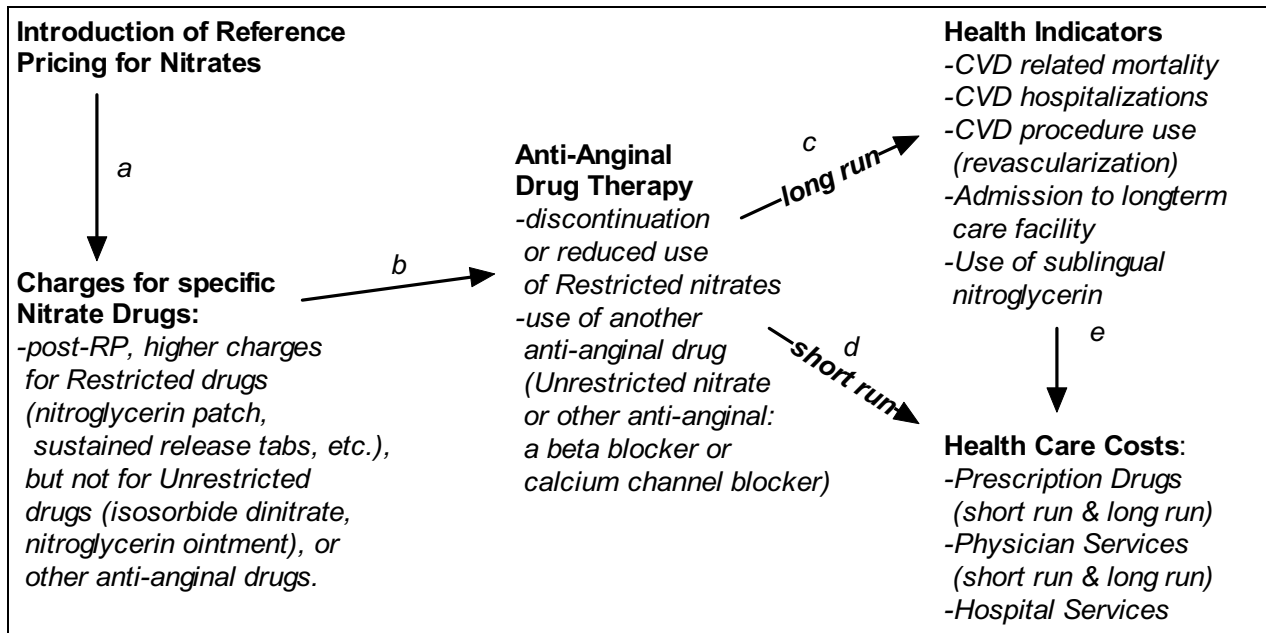 Introduction of Reference
Pricing for Nitrates
a
Charges for specific
Nitrate Drugs:
-post-RP, higher charges
for Restricted drugs
(nitroglycerin patch,
sustained release tabs, etc.),
but not for Unrestricted
drugs (isosorbide dinitrate,
nitroglycerin ointment), or
other anti-anginal drugs.
b
Anti-Anginal
Drug Therapy
-discontinuation
or reduced use
of Restricted nitrates
-use of another
anti-anginal drug
(Unrestricted nitrate
or other anti-anginal:
a beta blocker or
calcium channel blocker)
c
long run
d
short run
Health Indicators
-CVD related mortality
-CVD hospitalizations
-CVD procedure use
(revascularization)
-Admission to longterm
care facility
-Use of sublingual
nitroglycerin
e
Health Care Costs:
-Prescription Drugs
(short run & long run)
-Physician Services
(short run & long run)
-Hospital Services